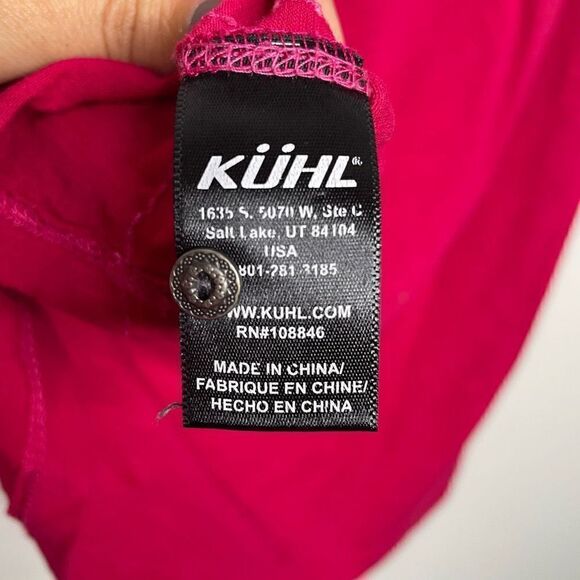 KÜHL®
1635 S. 5070 W, Ste C
Salt Lake, UT 84104
USA
801-281-3185
WWW.KUHL.COM
RN#108846
MADE IN CHINA/
FABRIQUE EN CHINE/
HECHO EN CHINA